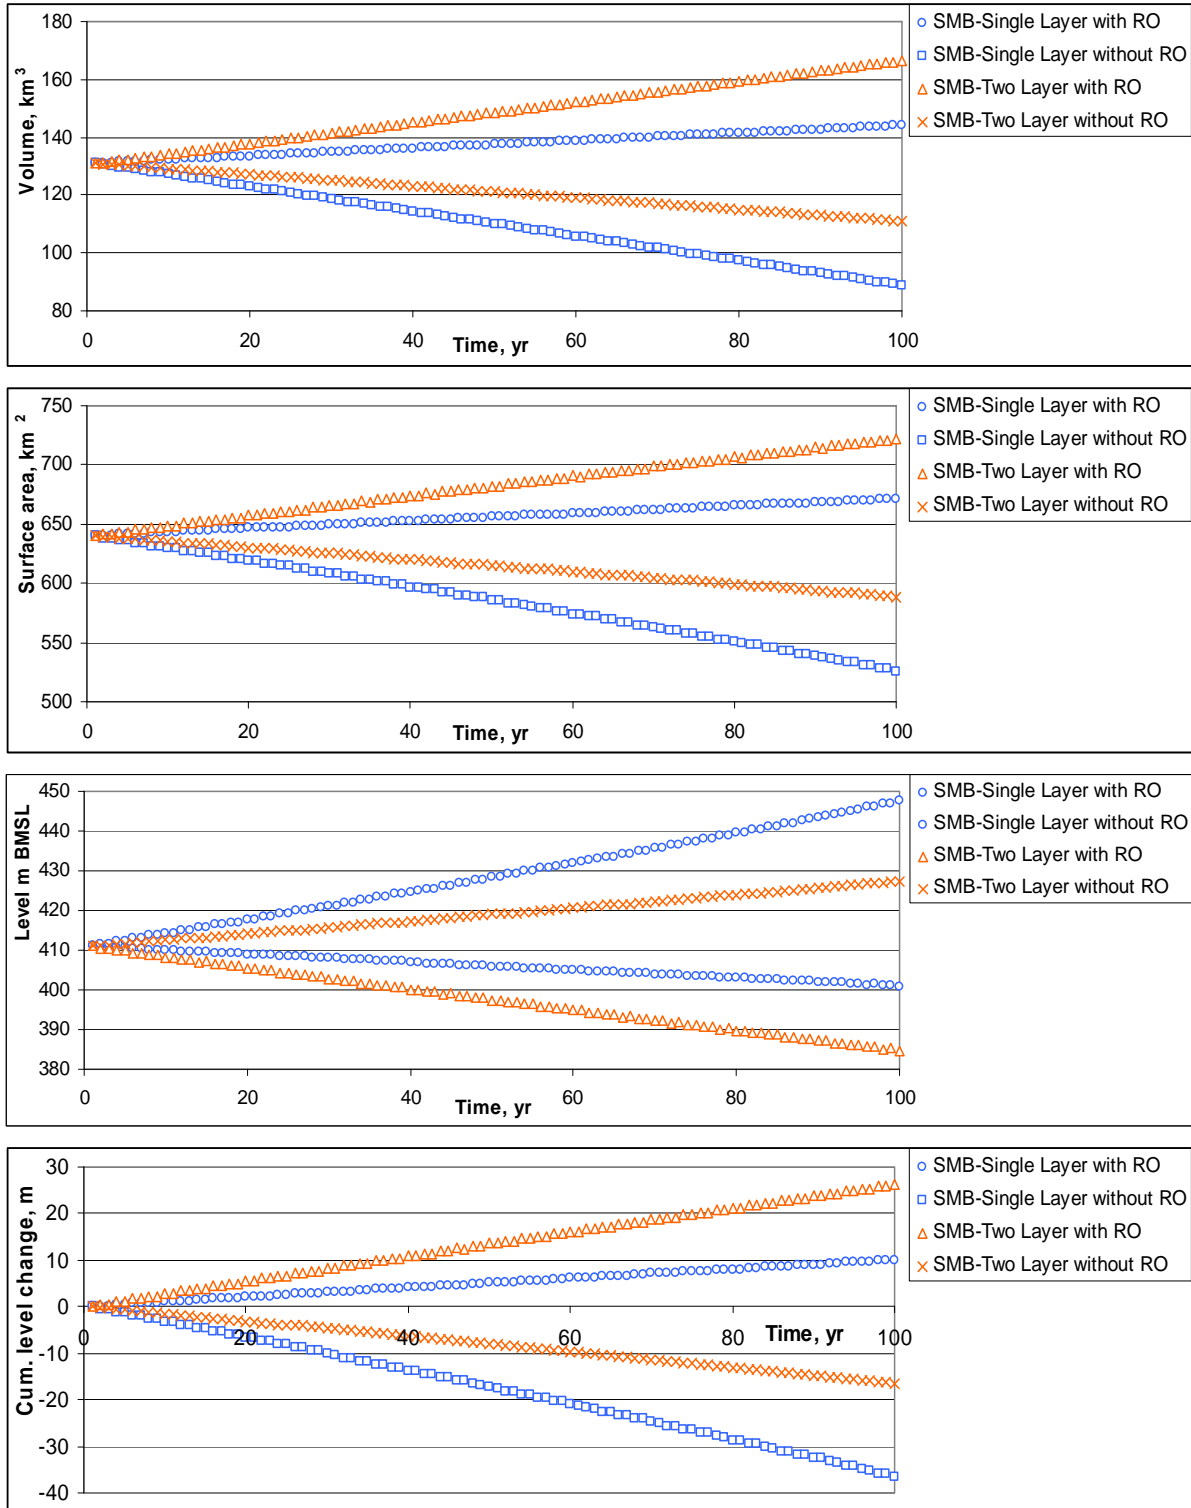 180
160
140
120
100
80
Volume, km3
0
20
40
60
80
100
Time, yr
SMB-Single Layer with RO
SMB-Single Layer without RO
SMB-Two Layer with RO
SMB-Two Layer without RO
750
700
650
600
550
500
Surface area, km 2
0
20
40
60
80
100
Time, yr
SMB-Single Layer with RO
SMB-Single Layer without RO
SMB-Two Layer with RO
SMB-Two Layer without RO
450
440
430
420
410
400
390
380
Level m BMSL
0
20
40
60
80
100
Time, yr
SMB-Single Layer with RO
SMB-Single Layer without RO
SMB-Two Layer with RO
SMB-Two Layer without RO
30
20
10
0
-10
-20
-30
-40
Cum. level change, m
0
20
40
60
80
100
Time, yr
SMB-Single Layer with RO
SMB-Single Layer without RO
SMB-Two Layer with RO
SMB-Two Layer without RO